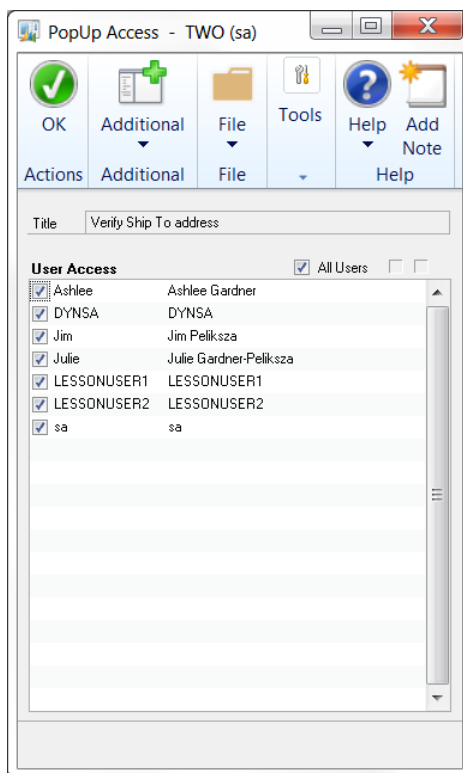 PopUp Access - TWO (sa)
OK Additional File Tools Help Add Note
Actions Additional File Help
Title Verify Ship To address
User Access All Users
Ashlee Ashlee Gardner
DYNSA DYNSA
Jim Jim Peliksza
Julie Julie Gardner-Peliksza
LESSONUSER1 LESSONUSER1
LESSONUSER2 LESSONUSER2
sa sa